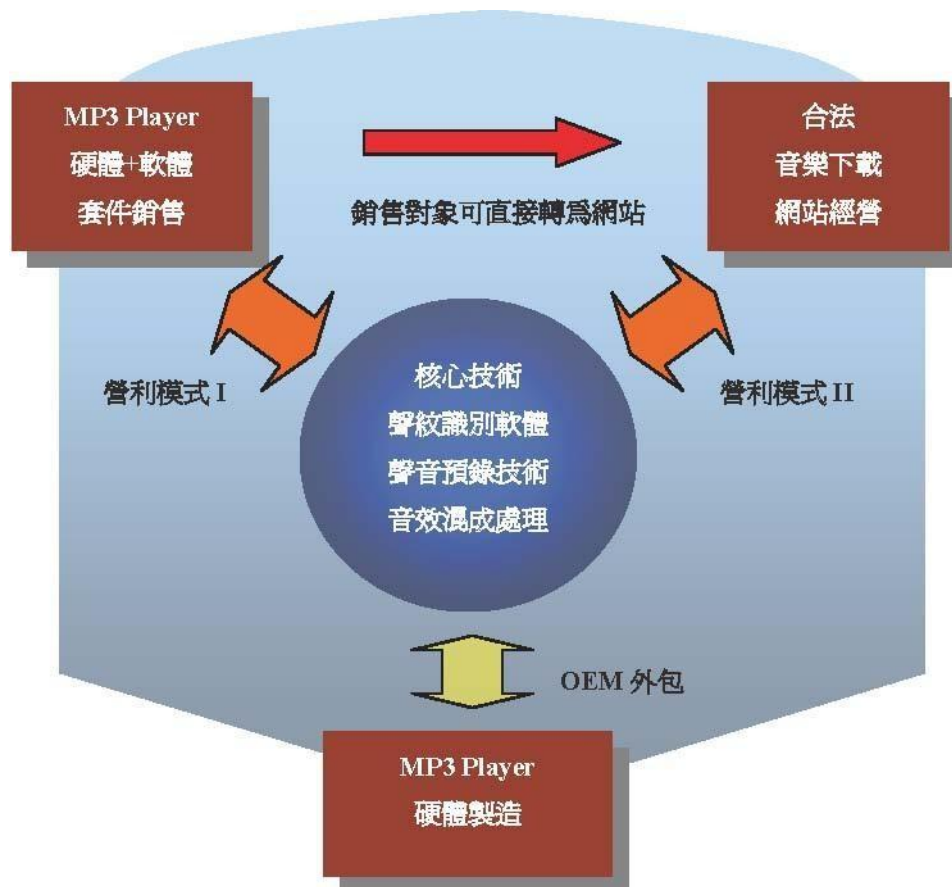 MP3 Player
硬體+軟體
套件銷售
合法
音樂下載
網站經營
銷售對象可直接轉為網站
營利模式 I
營利模式 II
核心技術
聲紋識別軟體
聲音預錄技術
音效混成處理
OEM 外包
MP3 Player
硬體製造